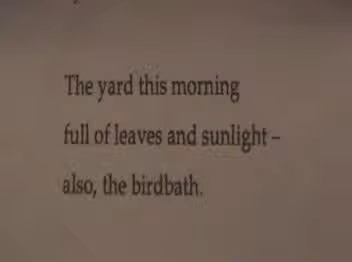 The yard this morning
full of leaves and sunlight –
also, the birdbath.